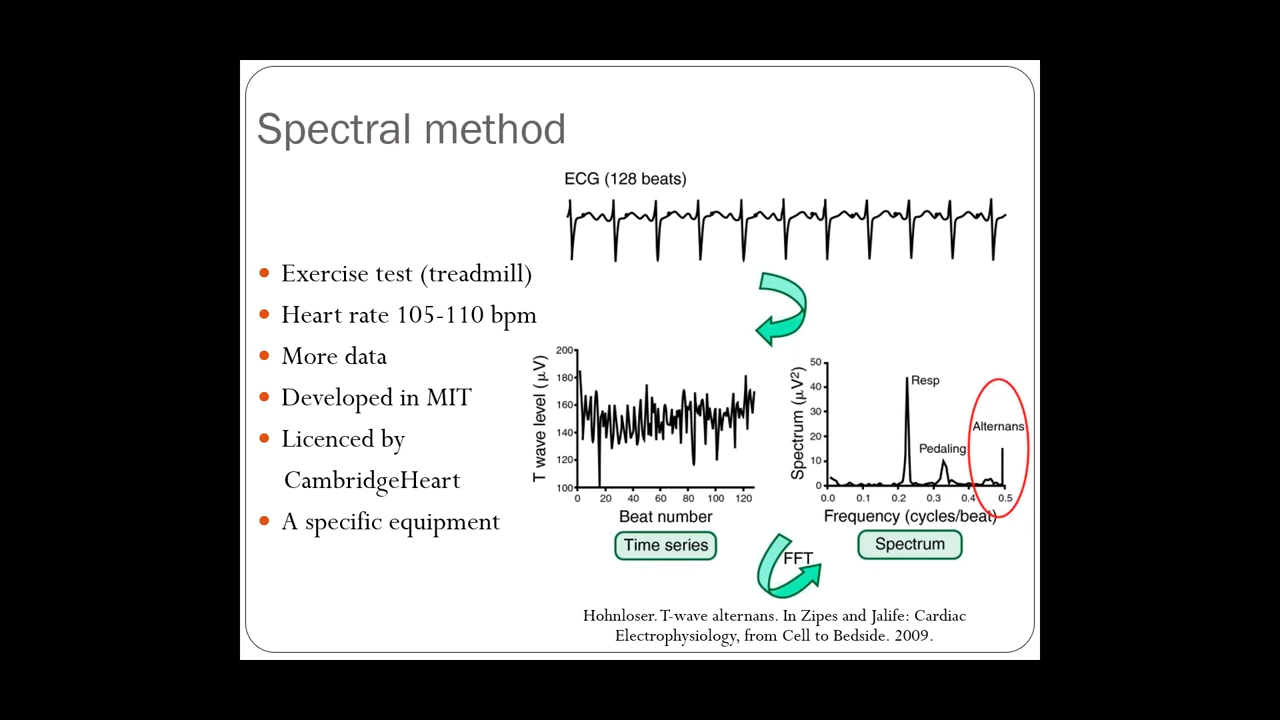 Spectral method
ECG (128 beats)
Exercise test (treadmill)
Heart rate 105-110 bpm
More data
Developed in MIT
Licenced by
CambridgeHeart
A specific equipment
T wave level (μV)
200
180
160
140
120
100
0 20 40 60 80 100 120
Beat number
Time series
Spectrum (μV²)
50
40
30
20
10
0
Resp
Pedaling
Alternans
0.0 0.1 0.2 0.3 0.4 0.5
Frequency (cycles/beat)
Spectrum
FFT
Hohnloser. T-wave alternans. In Zipes and Jalife: Cardiac
Electrophysiology, from Cell to Bedside. 2009.